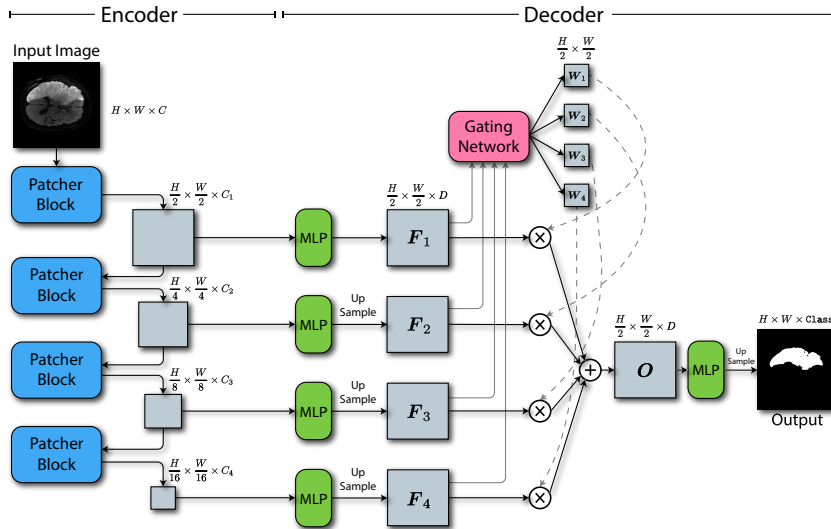 Encoder
Decoder
Input Image
H × W × C
Patcher
Block
H/2 × W/2 × C₁
Patcher
Block
H/4 × W/4 × C₂
Patcher
Block
H/8 × W/8 × C₃
Patcher
Block
H/16 × W/16 × C₄
MLP
MLP
MLP
MLP
Up
Sample
Up
Sample
Up
Sample
H/2 × W/2 × D
F₁
F₂
F₃
F₄
Gating
Network
H/2 × W/2
W₁
W₂
W₃
W₄
×
×
×
×
+
H/2 × W/2 × D
O
MLP
Up
Sample
H × W × Class
Output